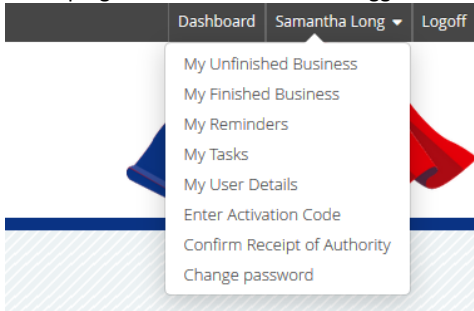 Dashboard Samantha Long Logoff
My Unfinished Business
My Finished Business
My Reminders
My Tasks
My User Details
Enter Activation Code
Confirm Receipt of Authority
Change password